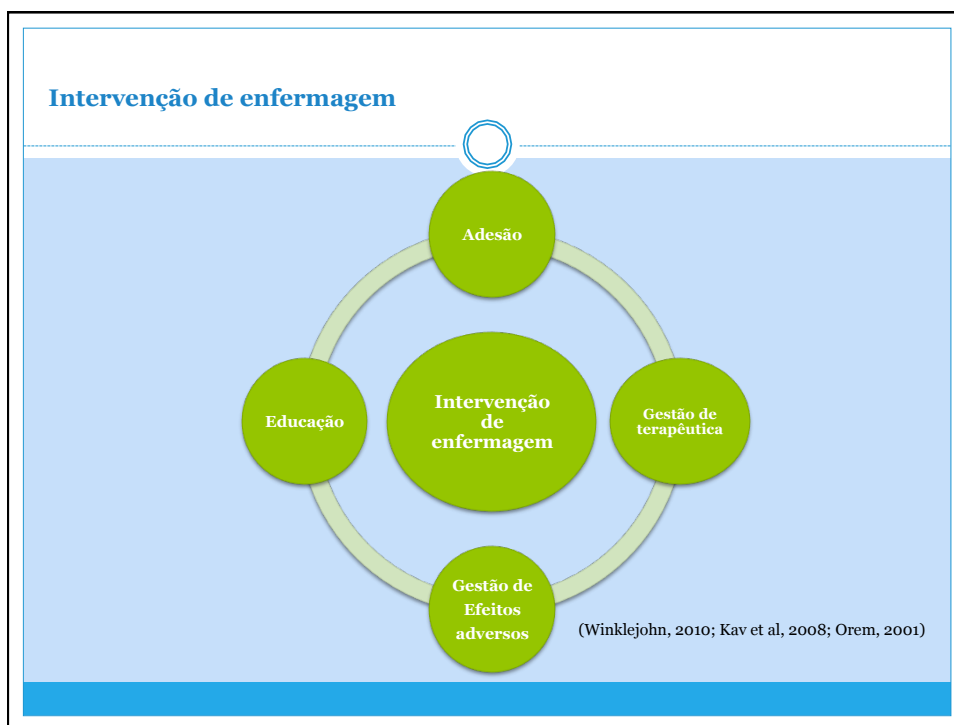 Intervenção de enfermagem
Adesão
Educação
Intervenção
de
enfermagem
Gestão de
terapêutica
Gestão de
Efeitos
adversos
(Winklejohn, 2010; Kav et al, 2008; Orem, 2001)